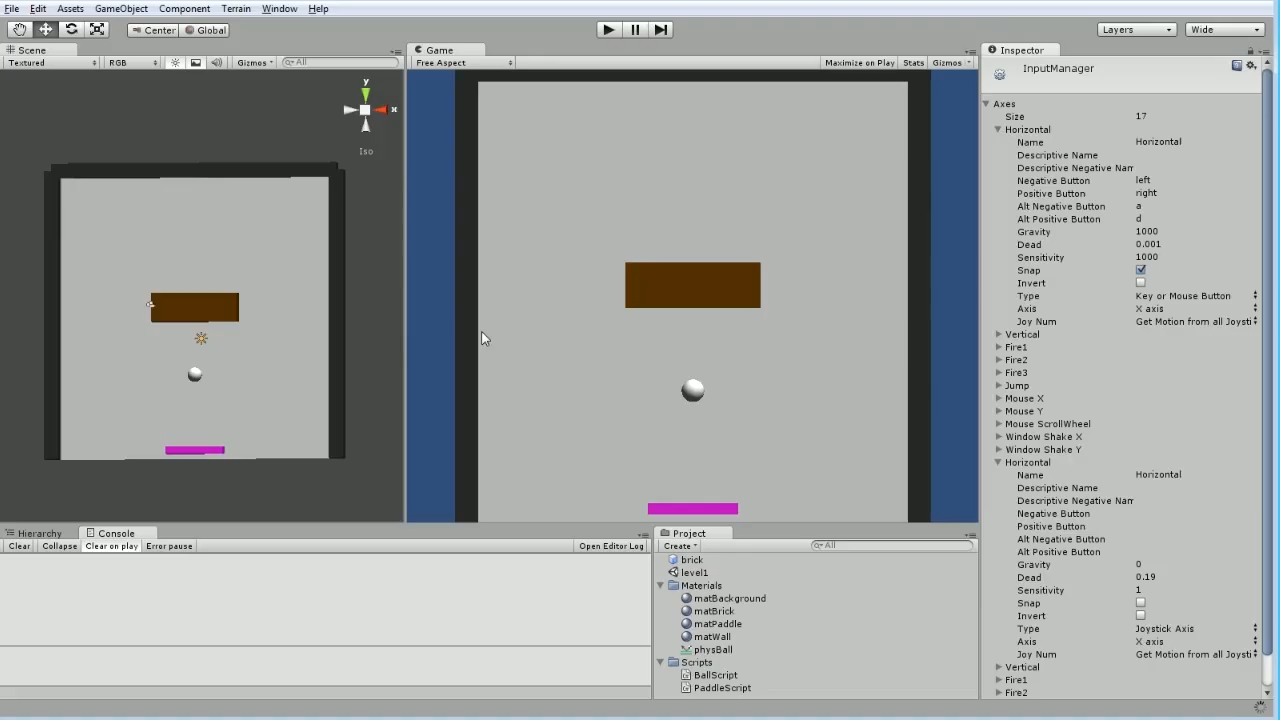 File Edit Assets GameObject Component Terrain Window Help
Center Global Layers Wide
Scene
Textured RGB Gizmos All
y
x
Iso
Game
Free Aspect Maximize on Play Stats Gizmos
Inspector
InputManager
Axes
Size 17
Horizontal
Name Horizontal
Descriptive Name
Descriptive Negative Nam
Negative Button left
Positive Button right
Alt Negative Button a
Alt Positive Button d
Gravity 1000
Dead 0.001
Sensitivity 1000
Snap
Invert
Type Key or Mouse Button
Axis X axis
Joy Num Get Motion from all Joysti
Vertical
Fire1
Fire2
Fire3
Jump
Mouse X
Mouse Y
Mouse ScrollWheel
Window Shake X
Window Shake Y
Horizontal
Name Horizontal
Descriptive Name
Descriptive Negative Nam
Negative Button
Positive Button
Alt Negative Button
Alt Positive Button
Gravity 0
Dead 0.19
Sensitivity 1
Snap
Invert
Type Joystick Axis
Axis X axis
Joy Num Get Motion from all Joysti
Vertical
Fire1
Fire2
Hierarchy Console
Clear Collapse Clear on play Error pause Open Editor Log
Project
Create All
brick
level1
Materials
matBackground
matBrick
matPaddle
matWall
physBall
Scripts
BallScript
PaddleScript